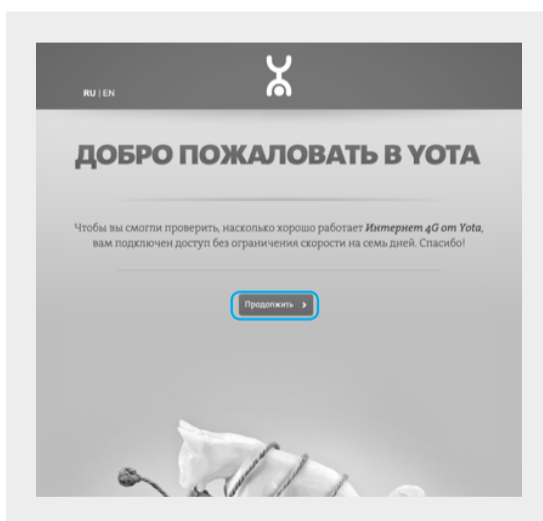 RU | EN
ДОБРО ПОЖАЛОВАТЬ В YOTA
Чтобы вы смогли проверить, насколько хорошо работает Интернет 4G от Yota,
вам подключен доступ без ограничения скорости на семь дней. Спасибо!
Продолжить